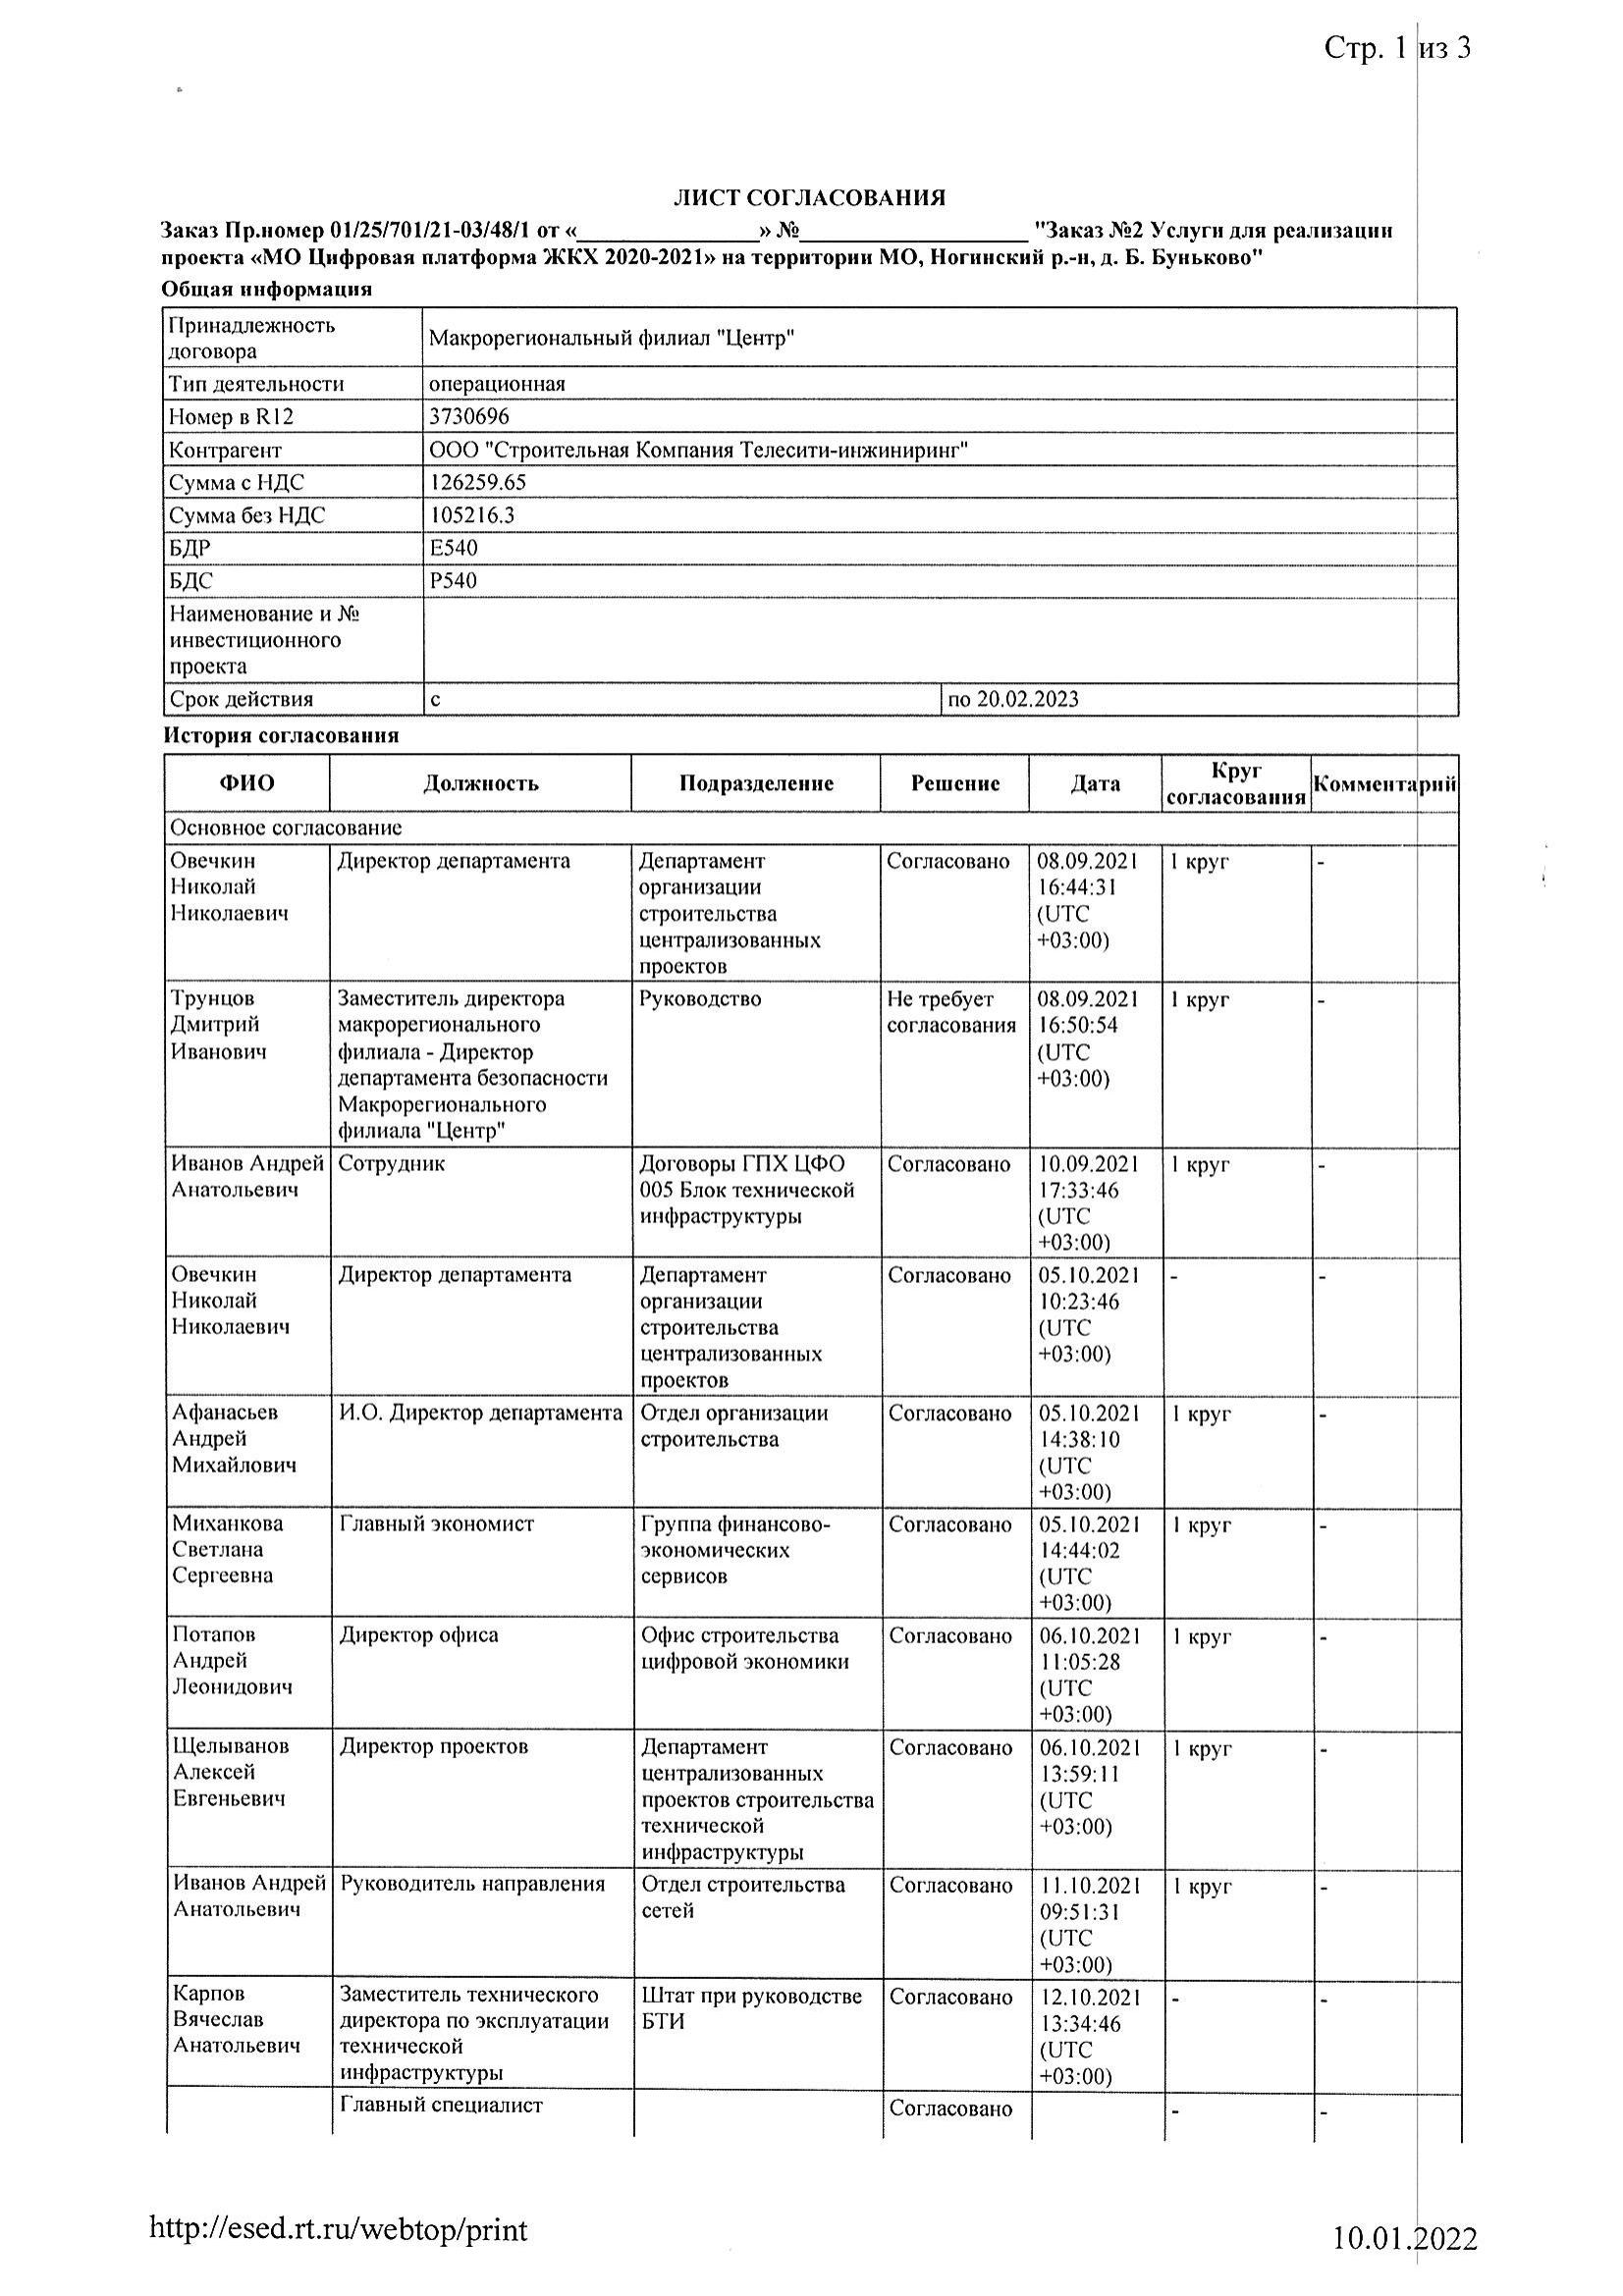 Стр. 1 из 3
ЛИСТ СОГЛАСОВАНИЯ
Заказ Пр.номер 01/25/701/21-03/48/1 от «________________» №____________________ "Заказ №2 Услуги для реализации
проекта «МО Цифровая платформа ЖКХ 2020-2021» на территории МО, Ногинский р.-н, д. Б. Буньково"
Общая информация
Принадлежность
договора
Макрорегиональный филиал "Центр"
Тип деятельности
операционная
Номер в R12
3730696
Контрагент
ООО "Строительная Компания Телесити-инжиниринг"
Сумма с НДС
126259.65
Сумма без НДС
105216.3
БДР
E540
БДС
P540
Наименование и №
инвестиционного
проекта
Срок действия
с
по 20.02.2023
История согласования
ФИО
Должность
Подразделение
Решение
Дата
Круг
согласования
Комментарий
Основное согласование
Овечкин
Николай
Николаевич
Директор департамента
Департамент
организации
строительства
централизованных
проектов
Согласовано
08.09.2021
16:44:31
(UTC
+03:00)
1 круг
-
Трунцов
Дмитрий
Иванович
Заместитель директора
макрорегионального
филиала - Директор
департамента безопасности
Макрорегионального
филиала "Центр"
Руководство
Не требует
согласования
08.09.2021
16:50:54
(UTC
+03:00)
1 круг
-
Иванов Андрей
Анатольевич
Сотрудник
Договоры ГПХ ЦФО
005 Блок технической
инфраструктуры
Согласовано
10.09.2021
17:33:46
(UTC
+03:00)
1 круг
-
Овечкин
Николай
Николаевич
Директор департамента
Департамент
организации
строительства
централизованных
проектов
Согласовано
05.10.2021
10:23:46
(UTC
+03:00)
-
-
Афанасьев
Андрей
Михайлович
И.О. Директор департамента
Отдел организации
строительства
Согласовано
05.10.2021
14:38:10
(UTC
+03:00)
1 круг
-
Миханкова
Светлана
Сергеевна
Главный экономист
Группа финансово-
экономических
сервисов
Согласовано
05.10.2021
14:44:02
(UTC
+03:00)
1 круг
-
Потапов
Андрей
Леонидович
Директор офиса
Офис строительства
цифровой экономики
Согласовано
06.10.2021
11:05:28
(UTC
+03:00)
1 круг
-
Щелыванов
Алексей
Евгеньевич
Директор проектов
Департамент
централизованных
проектов строительства
технической
инфраструктуры
Согласовано
06.10.2021
13:59:11
(UTC
+03:00)
1 круг
-
Иванов Андрей
Анатольевич
Руководитель направления
Отдел строительства
сетей
Согласовано
11.10.2021
09:51:31
(UTC
+03:00)
1 круг
-
Карпов
Вячеслав
Анатольевич
Заместитель технического
директора по эксплуатации
технической
инфраструктуры
Штат при руководстве
БТИ
Согласовано
12.10.2021
13:34:46
(UTC
+03:00)
-
-
Главный специалист
Согласовано
-
-
http://esed.rt.ru/webtop/print
10.01.2022